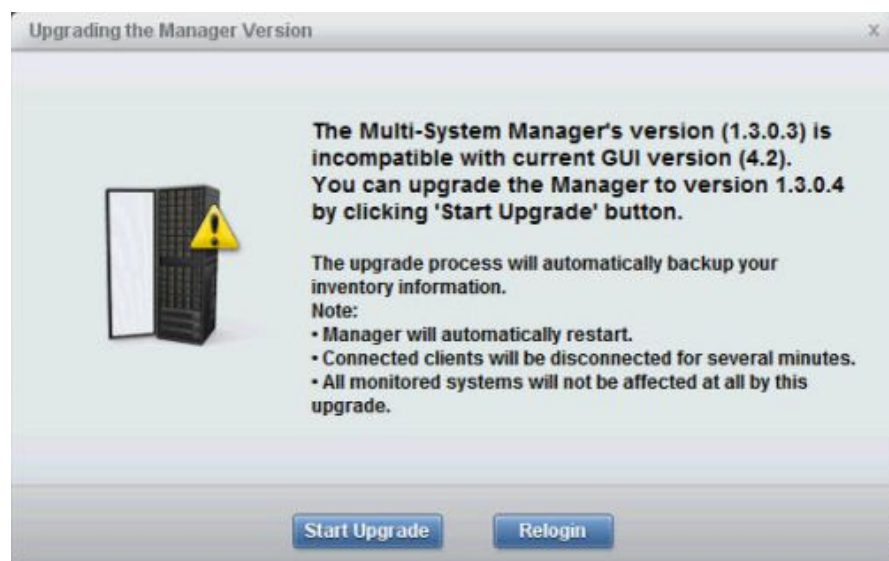 Upgrading the Manager Version
x
The Multi-System Manager's version (1.3.0.3) is
incompatible with current GUI version (4.2).
You can upgrade the Manager to version 1.3.0.4
by clicking 'Start Upgrade' button.
The upgrade process will automatically backup your
inventory information.
Note:
• Manager will automatically restart.
• Connected clients will be disconnected for several minutes.
• All monitored systems will not be affected at all by this
upgrade.
Start Upgrade
Relogin